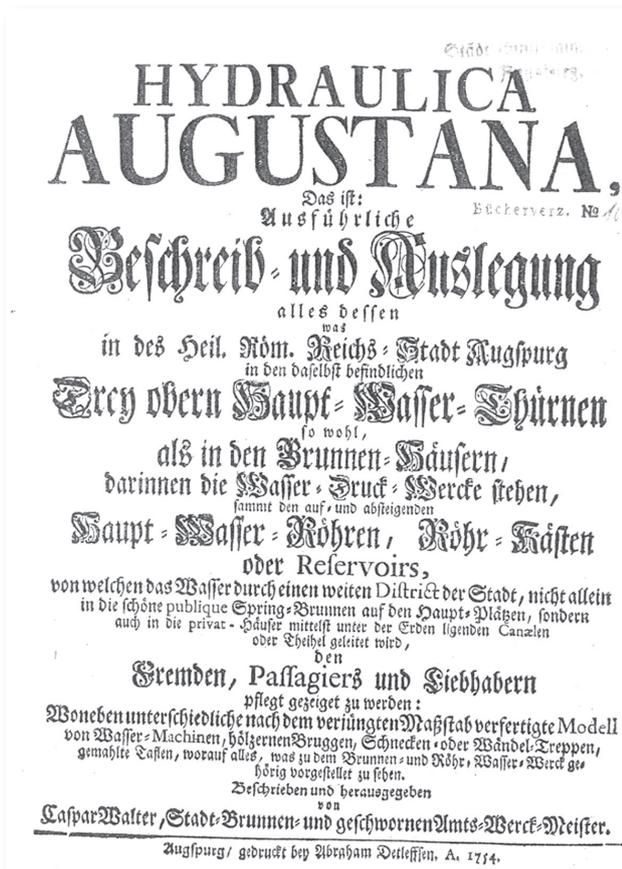 HYDRAULICA
AUGUSTANA,
Das ist:
Ausführliche
Bücherverz. No
Beschreib- und Auslegung
alles dessen
was
in des Heil. Röm. Reichs-Stadt Augspurg
in den daselbst befindlichen
Drey obern Haupt-Wasser-Thürnen
so wohl,
als in den Brunnen-Häusern,
darinnen die Wasser-Druck-Wercke stehen,
sammt den auf- und absteigenden
Haupt-Wasser-Röhren, Röhr-Kästen
oder Reservoirs,
von welchen das Wasser durch einen weiten District der Stadt, nicht allein
in die schöne publique Spring-Brunnen auf den Haupt-Plätzen, sondern
auch in die privat-Häuser mittelst unter der Erden ligenden Canælen
oder Theihel geleitet wird,
den
Fremden, Passagiers und Liebhabern
pflegt gezeiget zu werden:
Woneben unterschiedliche nach dem verjüngten Maßstab verfertigte Modell
von Wasser-Machinen, hölzernen Bruggen, Schnecken- oder Wändel-Treppen,
gemahlte Taflen, worauf alles, was zu dem Brunnen- und Röhr-Wasser-Werck ge-
hörig vorgestellet zu sehen.
Beschrieben und herausgegeben
von
Caspar Walter, Stadt-Brunnen- und geschwornen Amts-Werck-Meister.
Augspurg, gedruckt bey Abraham Detleffsen. A. 1754.